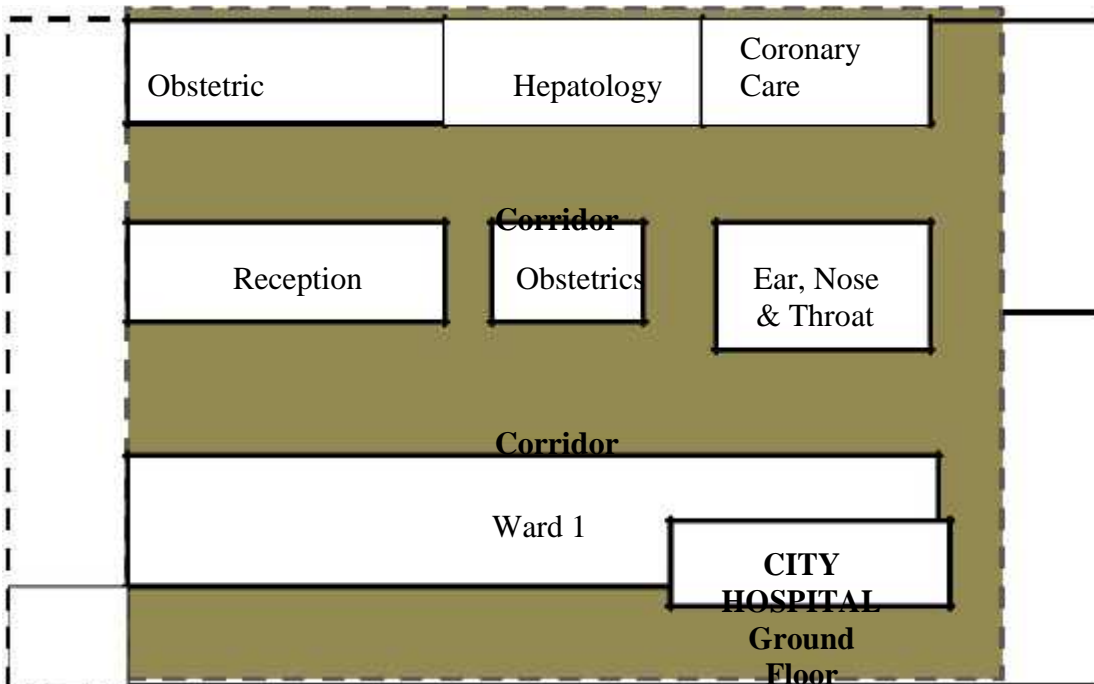 Coronary
Obstetric Hepatology Care
Corridor
Reception Obstetrics Ear, Nose
& Throat
Corridor
Ward 1
CITY
HOSPITAL
Ground
Floor